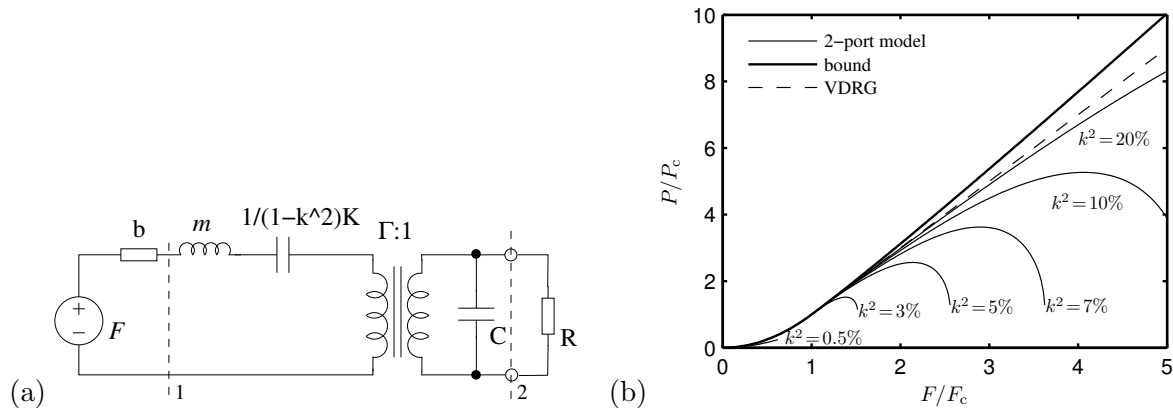 b
m
1/(1-k^2)K
Γ:1
+
−
F
C
R
1
2
(a)
10
8
6
4
2
0
P/Pc
2−port model
bound
VDRG
k² = 20%
k² = 10%
k² = 7%
k² = 5%
k² = 3%
k² = 0.5%
0 1 2 3 4 5
F/Fc
(b)